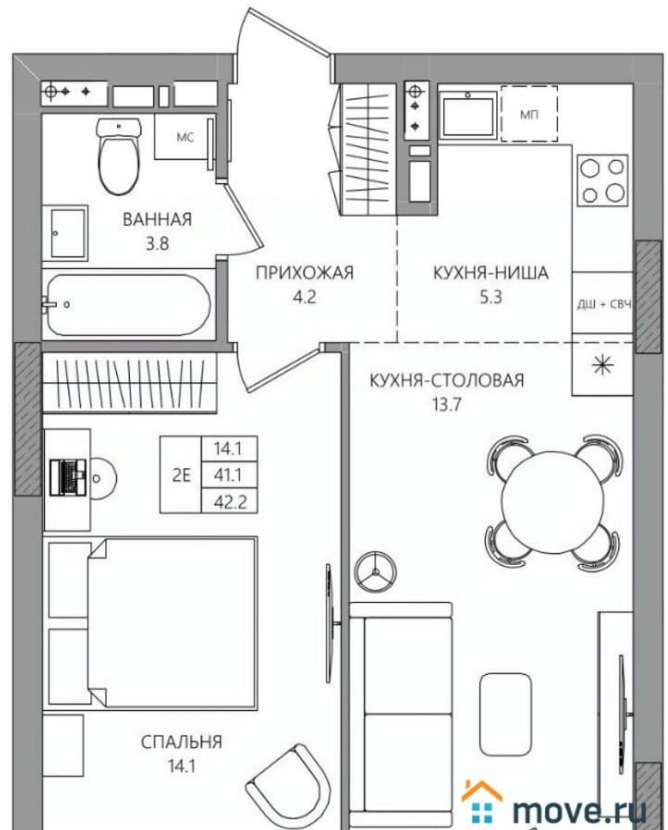 МС
МП
ВАННАЯ
3.8
ПРИХОЖАЯ
4.2
КУХНЯ-НИША
5.3
ДШ + СВЧ
КУХНЯ-СТОЛОВАЯ
13.7
2Е
14.1
41.1
42.2
СПАЛЬНЯ
14.1
move.ru